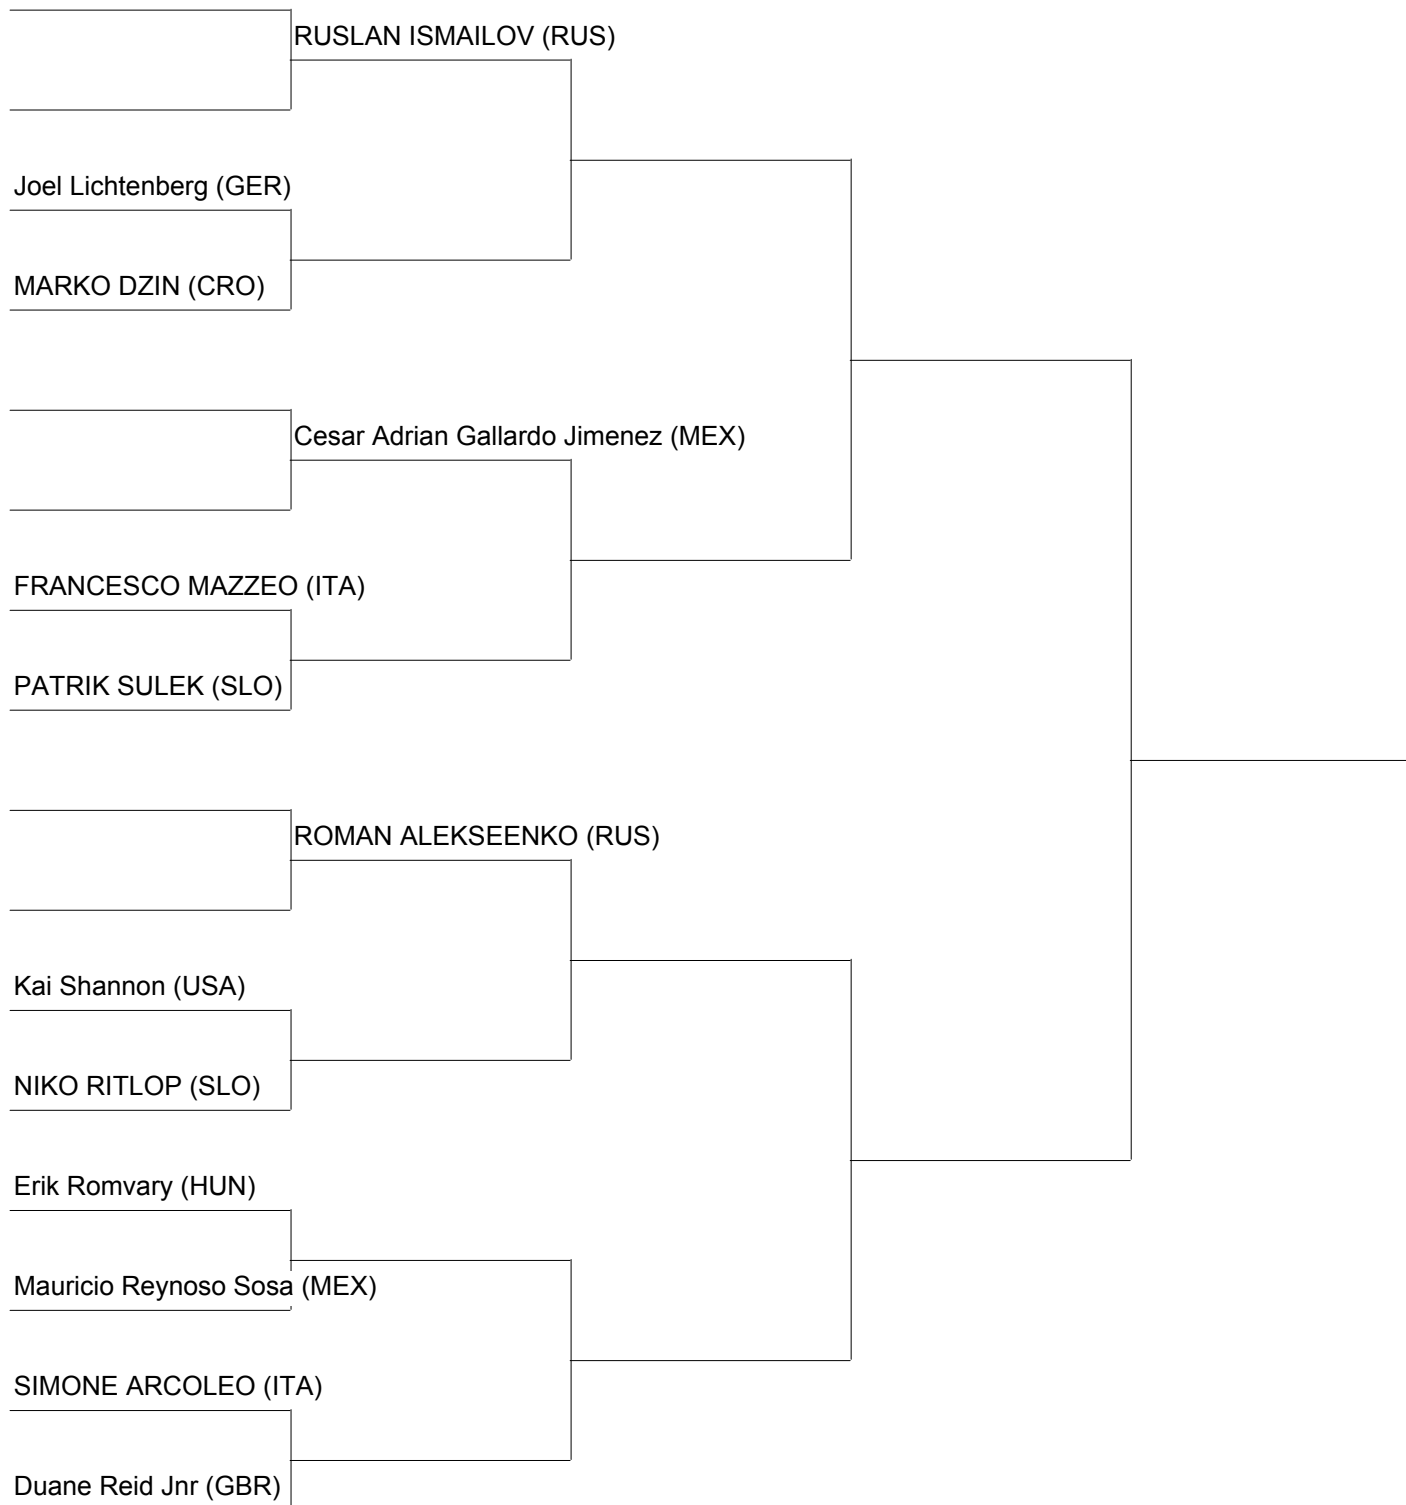 RUSLAN ISMAILOV (RUS)
Joel Lichtenberg (GER)
MARKO DZIN (CRO)
Cesar Adrian Gallardo Jimenez (MEX)
FRANCESCO MAZZEO (ITA)
PATRIK SULEK (SLO)
ROMAN ALEKSEENKO (RUS)
Kai Shannon (USA)
NIKO RITLOP (SLO)
Erik Romvary (HUN)
Mauricio Reynoso Sosa (MEX)
SIMONE ARCOLEO (ITA)
Duane Reid Jnr (GBR)